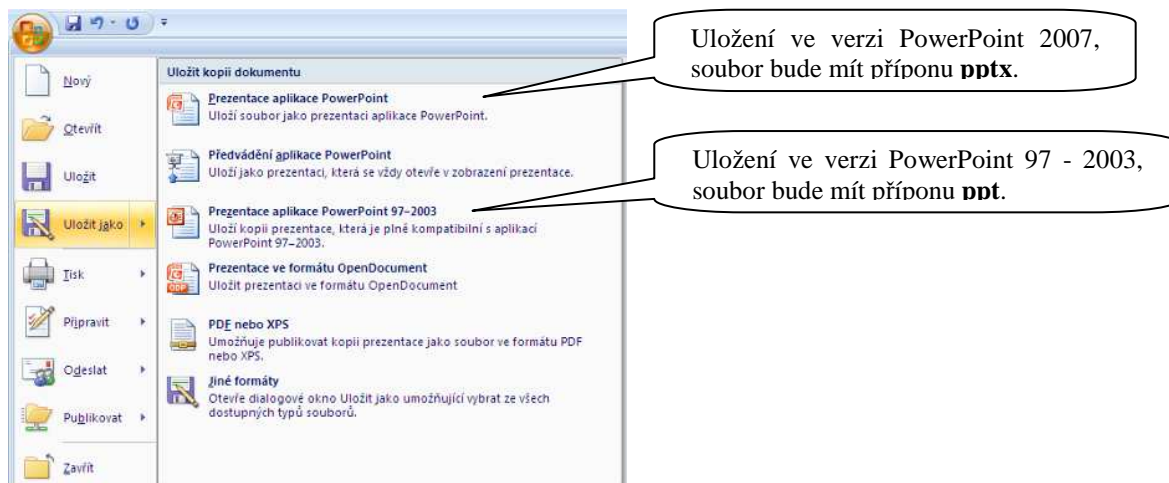 Nový
Otevřít
Uložit
Uložit jako
Tisk
Připravit
Odeslat
Publikovat
Zavřít
Uložit kopii dokumentu
Prezentace aplikace PowerPoint
Uloží soubor jako prezentaci aplikace PowerPoint.
Předvádění aplikace PowerPoint
Uloží jako prezentaci, která se vždy otevře v zobrazení prezentace.
Prezentace aplikace PowerPoint 97–2003
Uloží kopii prezentace, která je plně kompatibilní s aplikací
PowerPoint 97–2003.
Prezentace ve formátu OpenDocument
Uložit prezentaci ve formátu OpenDocument
ODP
PDF nebo XPS
Umožňuje publikovat kopii prezentace jako soubor ve formátu PDF
nebo XPS.
Jiné formáty
Otevře dialogové okno Uložit jako umožňující vybrat ze všech
dostupných typů souborů.
Uložení ve verzi PowerPoint 2007,
soubor bude mít příponu pptx.
Uložení ve verzi PowerPoint 97 - 2003,
soubor bude mít příponu ppt.